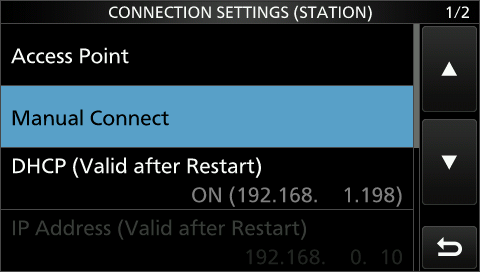 CONNECTION SETTINGS (STATION) 1/2
Access Point
Manual Connect
DHCP (Valid after Restart)
ON (192.168. 1.198)
IP Address (Valid after Restart)
192.168. 0. 10